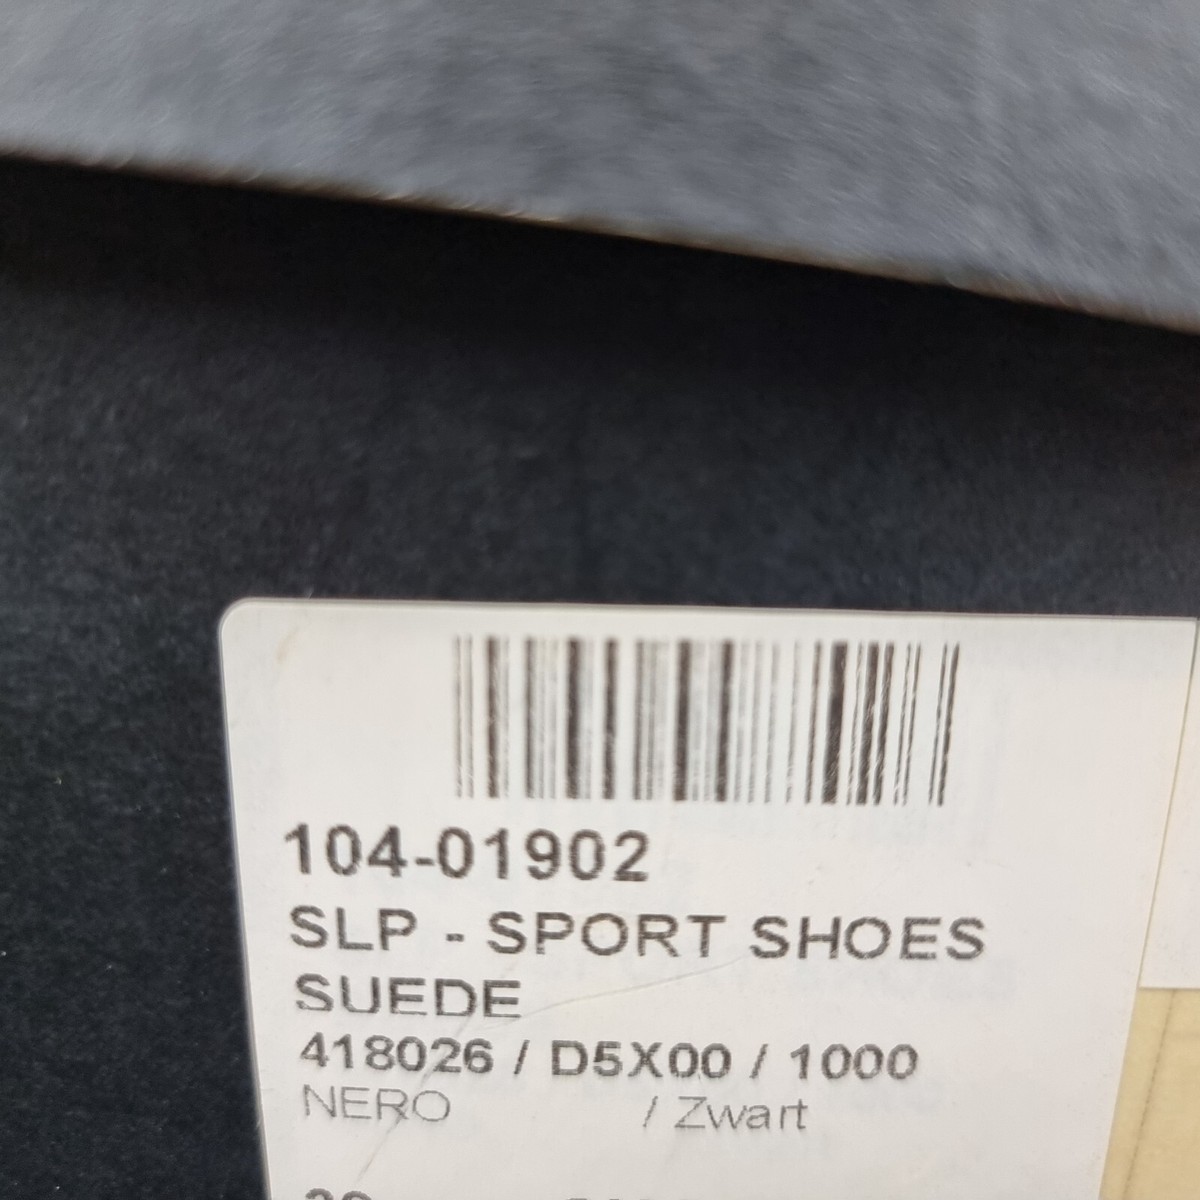 104-01902
SLP - SPORT SHOES
SUEDE
418026 / D5X00 / 1000
NERO / Zwart